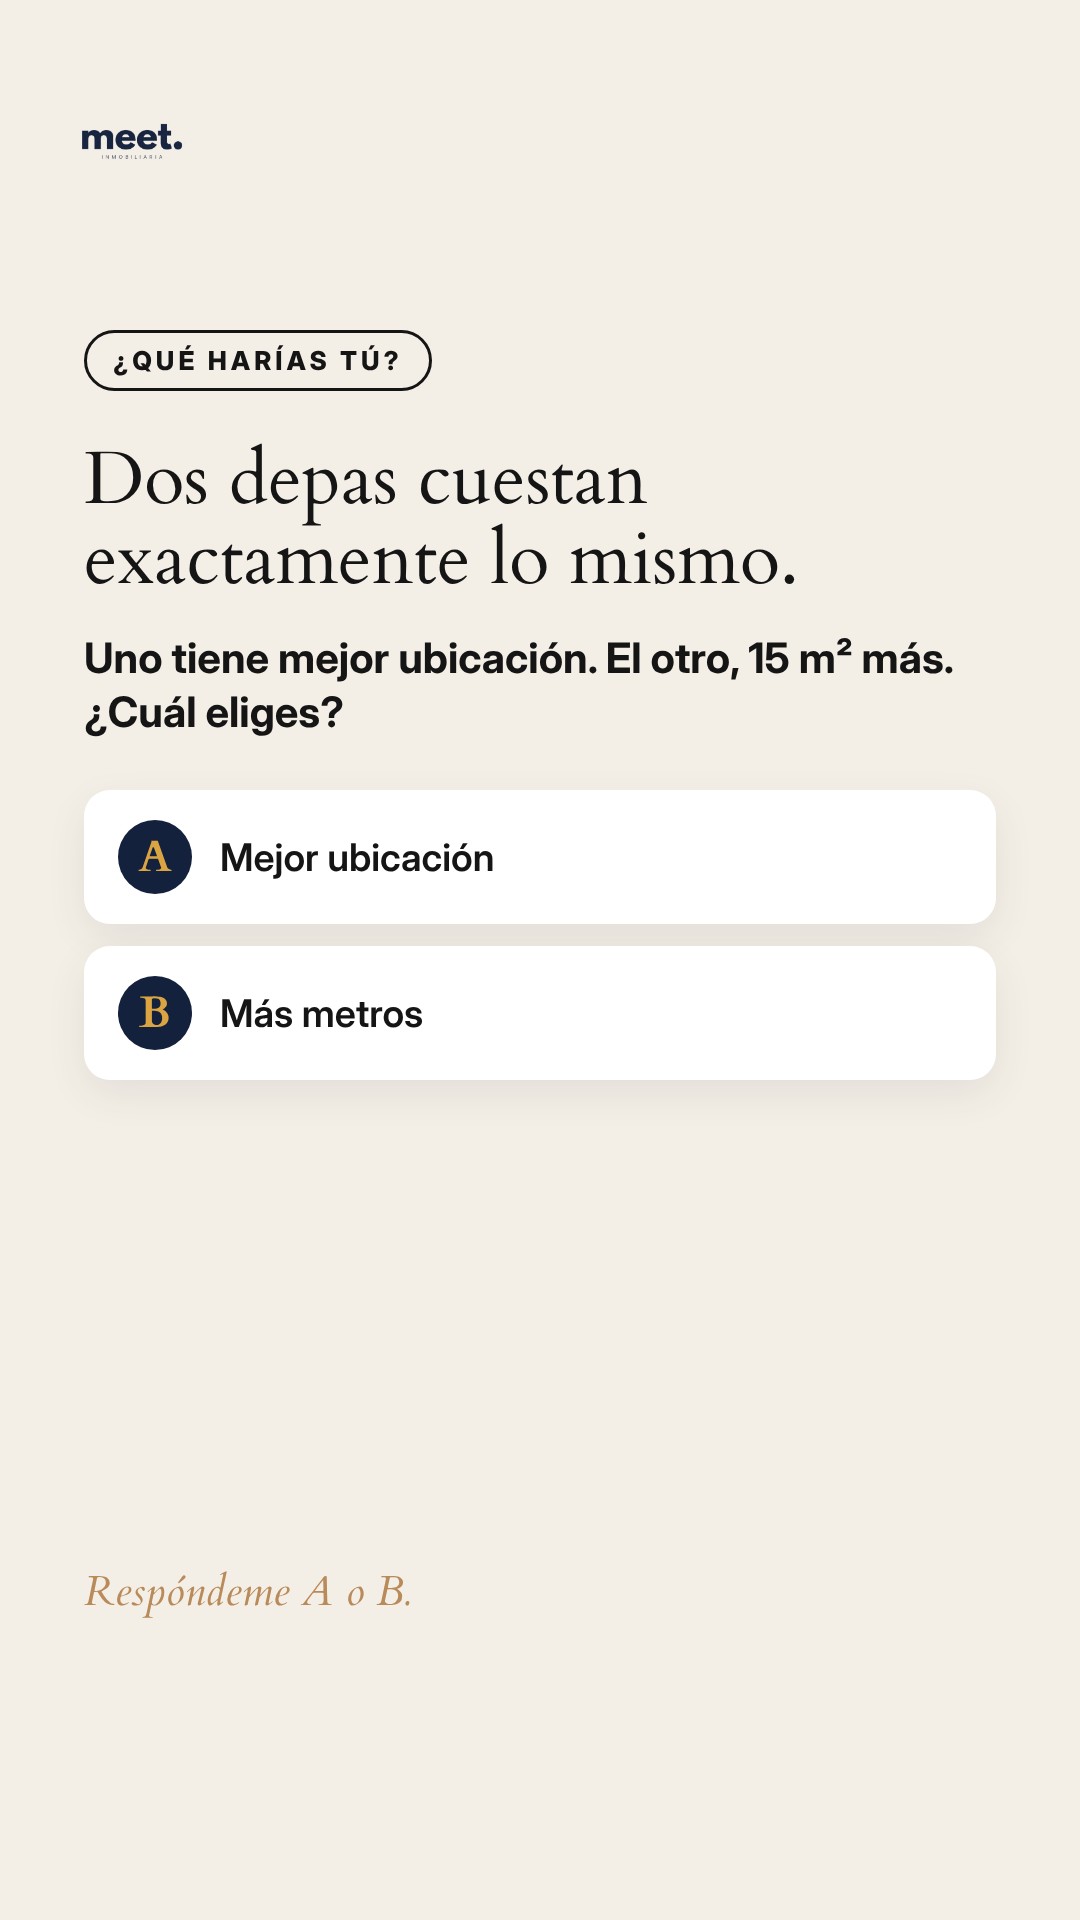 meet.
INMOBILIARIA
¿QUÉ HARÍAS TÚ?
Dos depas cuestan
exactamente lo mismo.
Uno tiene mejor ubicación. El otro, 15 m² más.
¿Cuál eliges?
A Mejor ubicación
B Más metros
Respóndeme A o B.